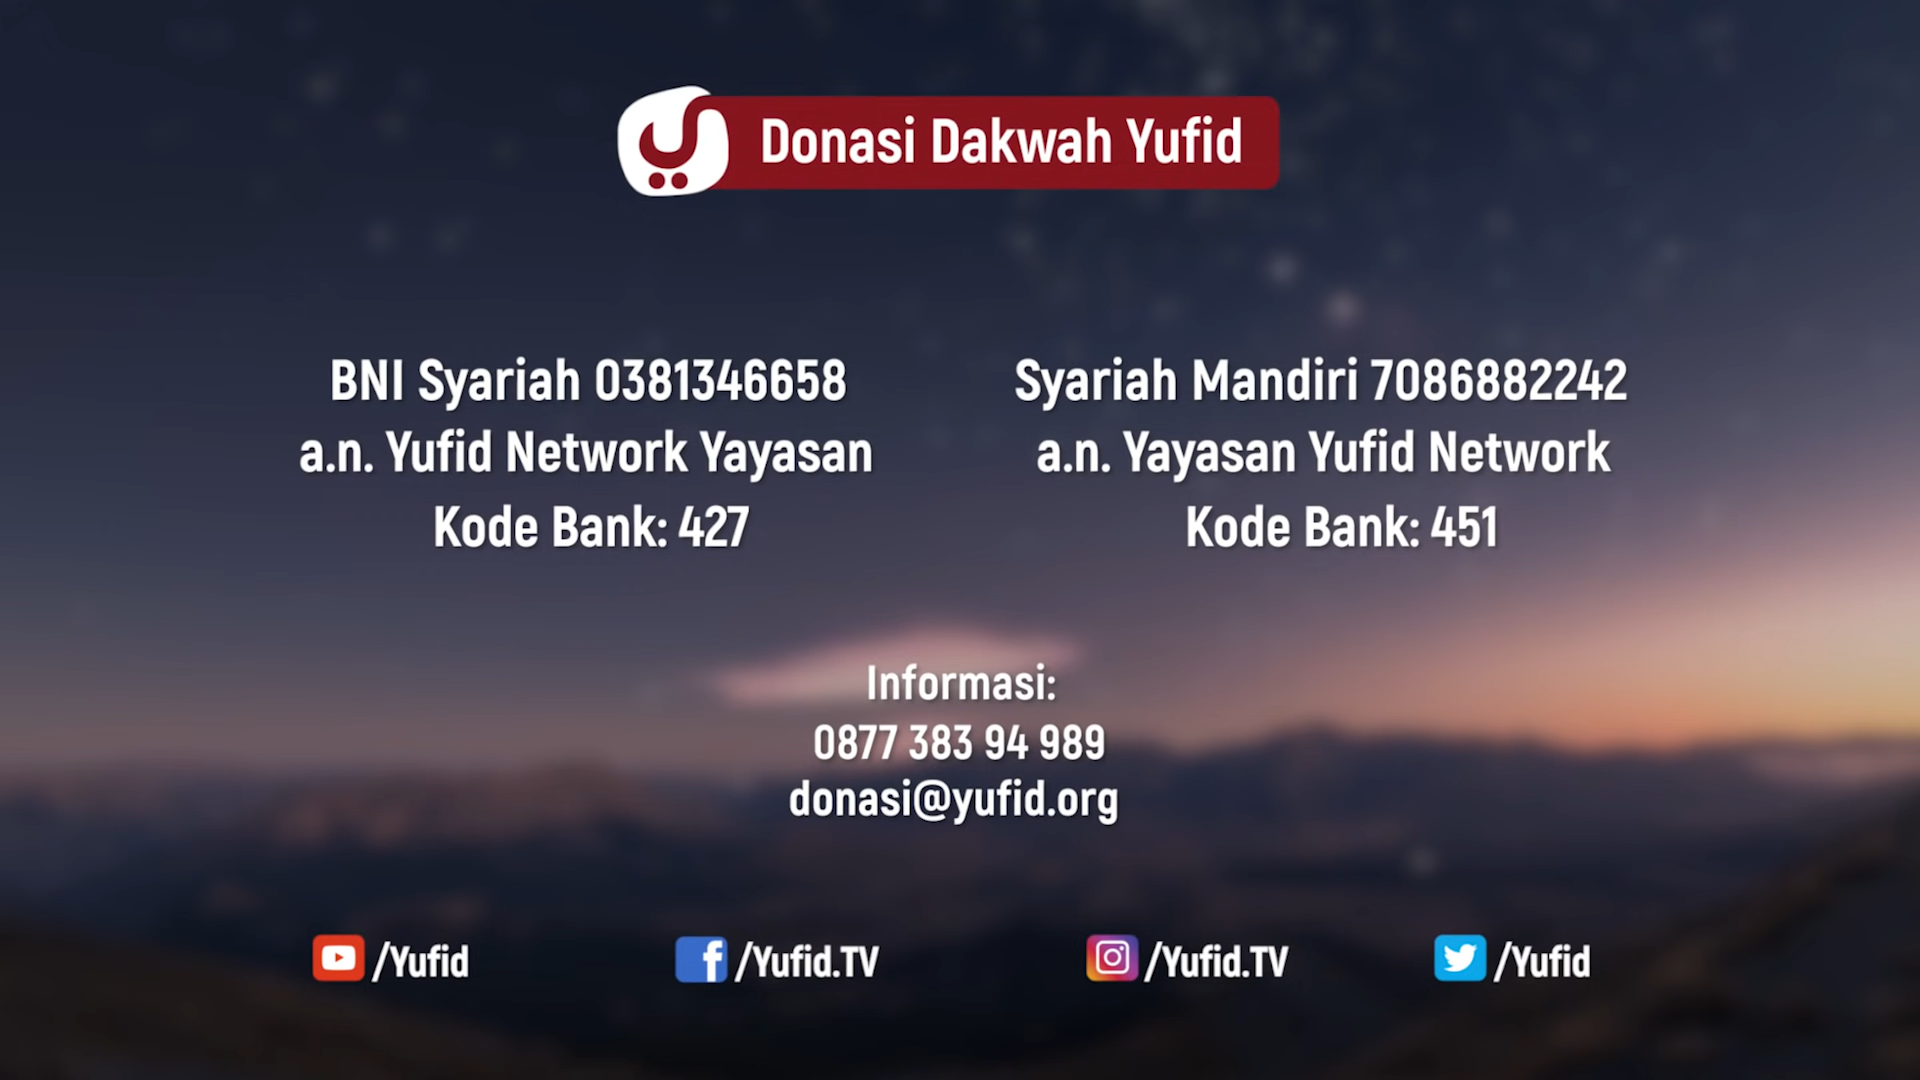 Donasi Dakwah Yufid
BNI Syariah 0381346658
a.n. Yufid Network Yayasan
Kode Bank: 427
Syariah Mandiri 7086882242
a.n. Yayasan Yufid Network
Kode Bank: 451
Informasi:
0877 383 94 989
donasi@yufid.org
/Yufid
/Yufid.TV
/Yufid.TV
/Yufid